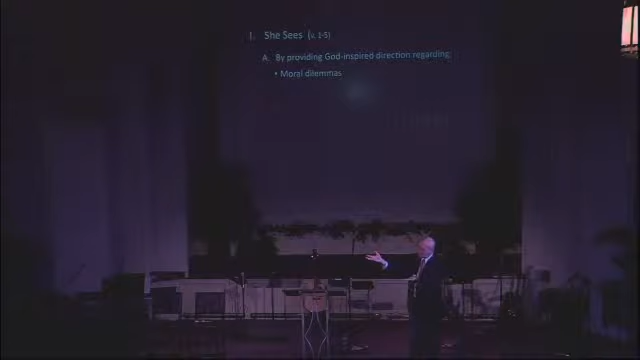 I. She Sees (v. 1-5)
A. By providing God-inspired direction regarding:
• Moral dilemmas